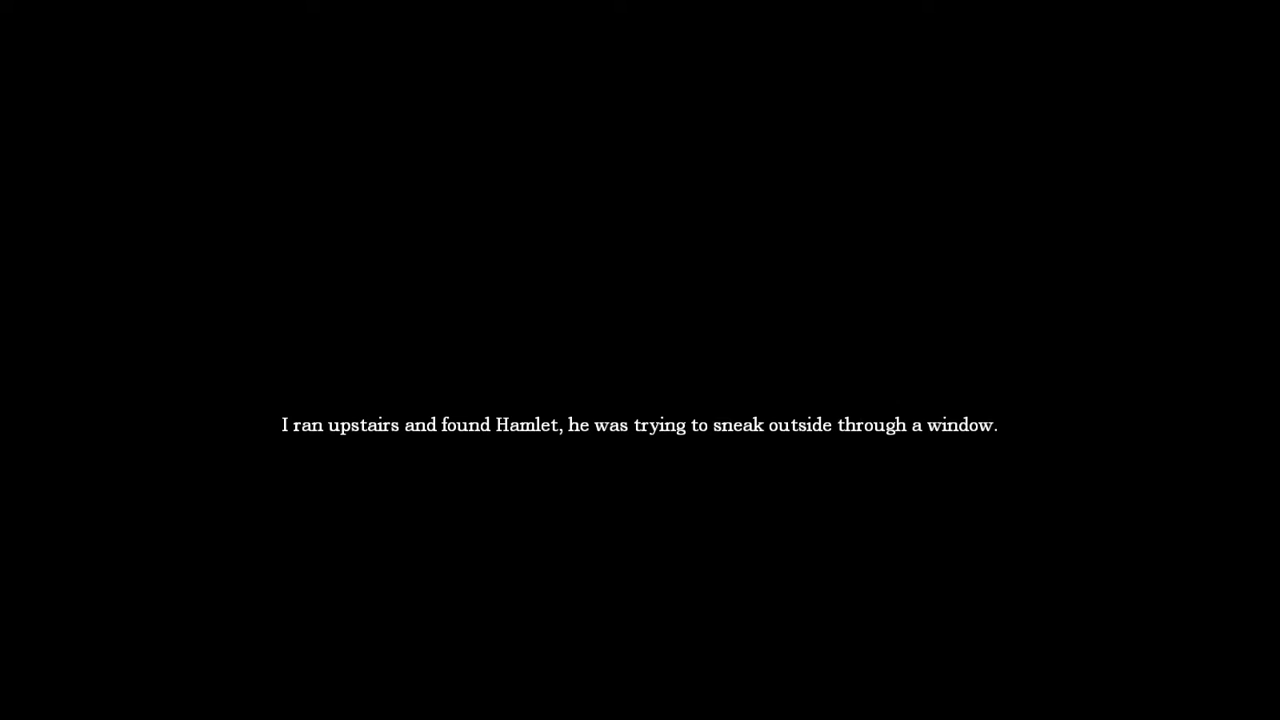 I ran upstairs and found Hamlet, he was trying to sneak outside through a window.